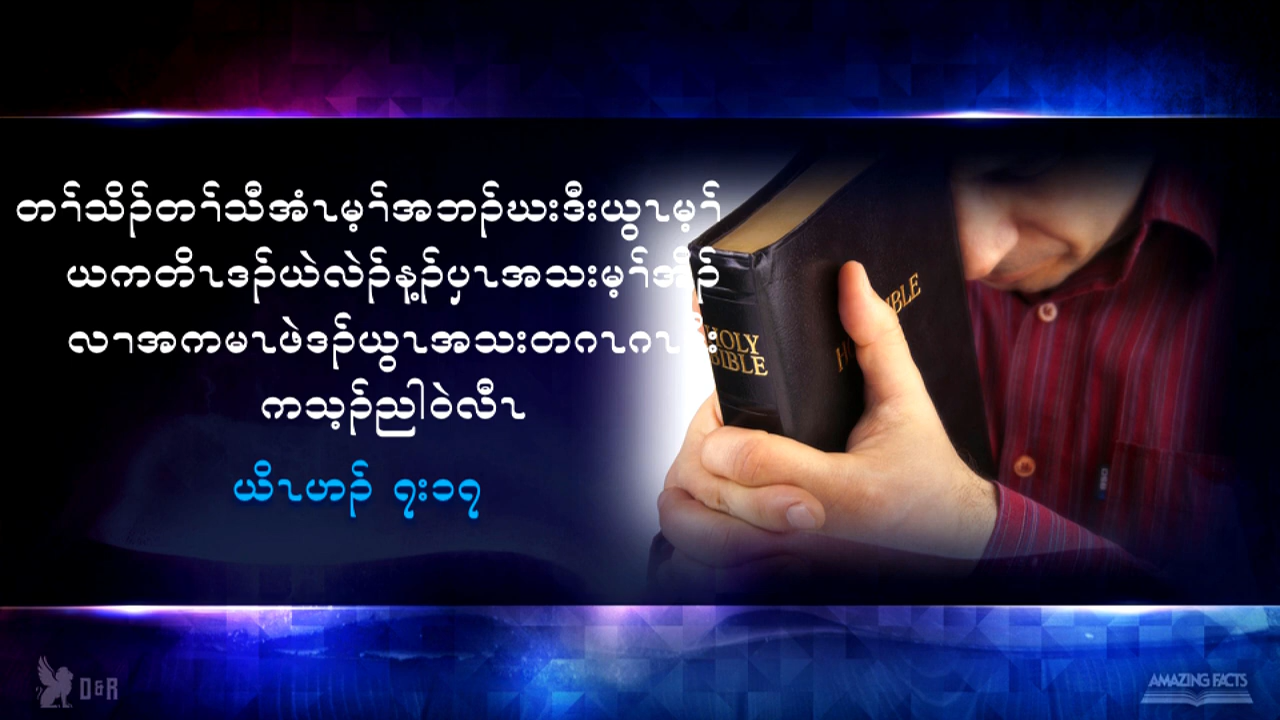 တၢ်သိၣ်တၢ်သီအံၤမ့ၢ်အဘၣ်ဃးဒီးယွၤမ့ၢ်
ယကတိၤဒၣ်ယဲလဲၣ်န့ၣ်ပှၤအသးမ့ၢ်အိၣ်
လၢအကမၤဖဲဒၣ်ယွၤအသးတဂၤဂၤ
ကသ့ၣ်ညါဝဲလီၤ
ယိၤဟၣ် ၇း၁၇
HOLY BIBLE
D&R
AMAZING FACTS